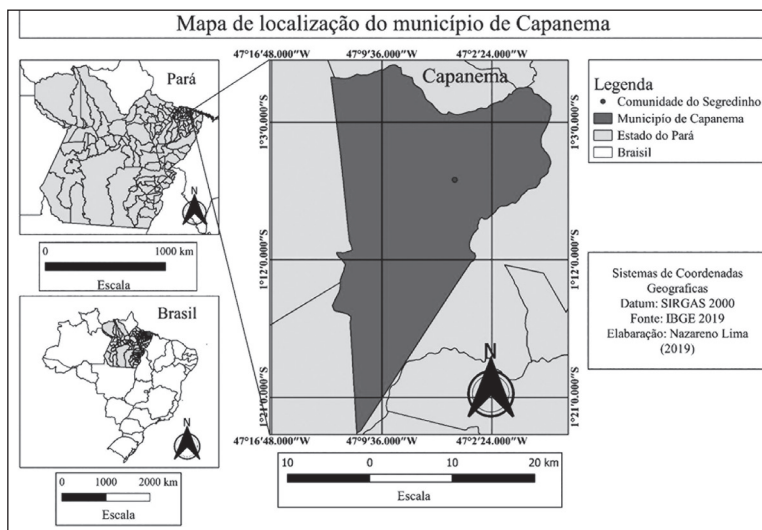 Mapa de localização do município de Capanema
Pará
N
0 1000 km
Escala
Brasil
N
0 1000 2000 km
Escala
47°16'48.000"W 47°9'36.000"W 47°2'24.000"W
Capanema
1°3'0.000"S 1°3'0.000"S
1°12'0.000"S 1°12'0.000"S
1°21'0.000"S 1°21'0.000"S
N
47°16'48.000"W 47°9'36.000"W 47°2'24.000"W
10 0 10 20 km
Escala
Legenda
Comunidade do Segredinho
Município de Capanema
Estado do Pará
Braisil
Sistemas de Coordenadas
Geograficas
Datum: SIRGAS 2000
Fonte: IBGE 2019
Elabaração: Nazareno Lima
(2019)